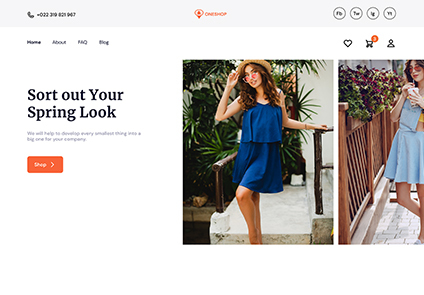 +022 319 821 967
ONESHOP
Fb
Tw
Ig
Yt
Home
About
FAQ
Blog
Sort out Your
Spring Look
We will help to develop every smallest thing into a
big one for your company.
Shop